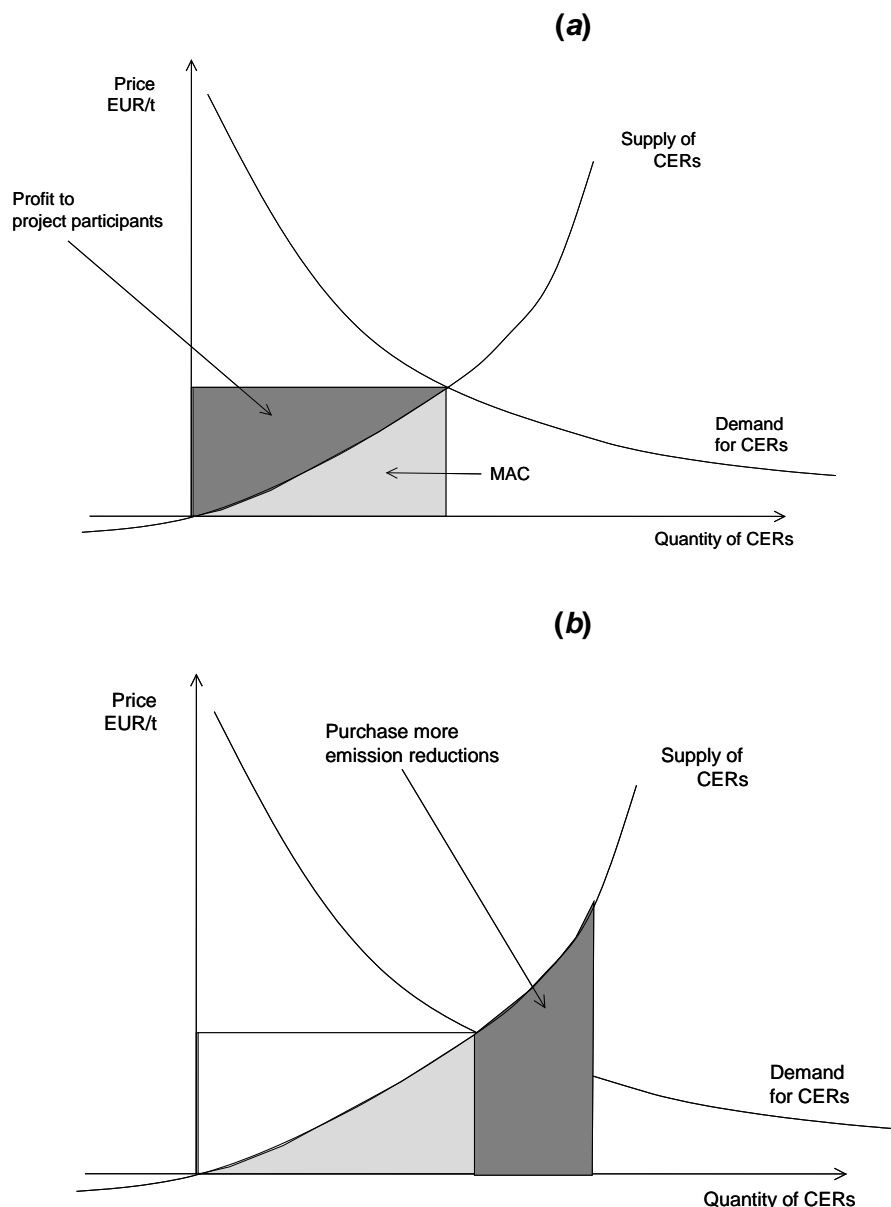 (a)
Price
EUR/t
Supply of
CERs
Profit to
project participants
Demand
for CERs
MAC
Quantity of CERs
(b)
Price
EUR/t
Purchase more
emission reductions
Supply of
CERs
Demand
for CERs
Quantity of CERs